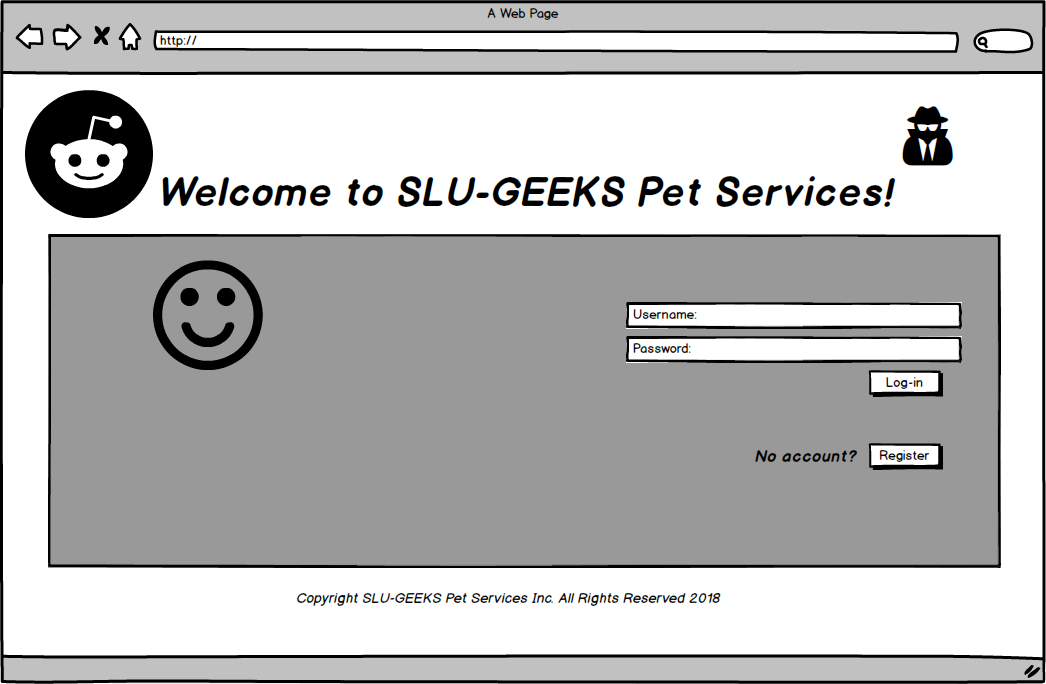 A Web Page
http://
Welcome to SLU-GEEKS Pet Services!
Username:
Password:
Log-in
No account? Register
Copyright SLU-GEEKS Pet Services Inc. All Rights Reserved 2018